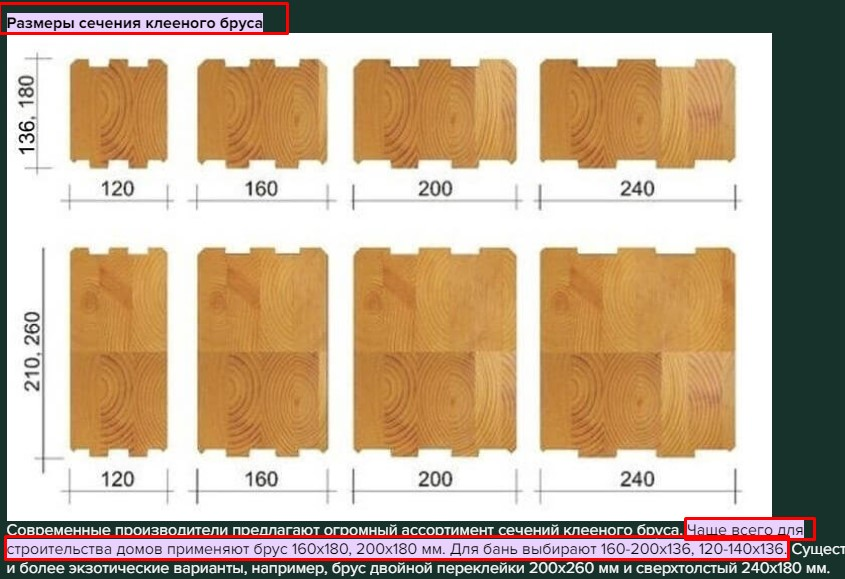 Размеры сечения клееного бруса
136, 180
120
160
200
240
210, 260
120
160
200
240
Современные производители предлагают огромный ассортимент сечений клееного бруса. Чаще всего для
строительства домов применяют брус 160х180, 200х180 мм. Для бань выбирают 160-200х136, 120-140х136.
и более экзотические варианты, например, брус двойной переклейки 200х260 мм и сверхтолстый 240х180 мм.